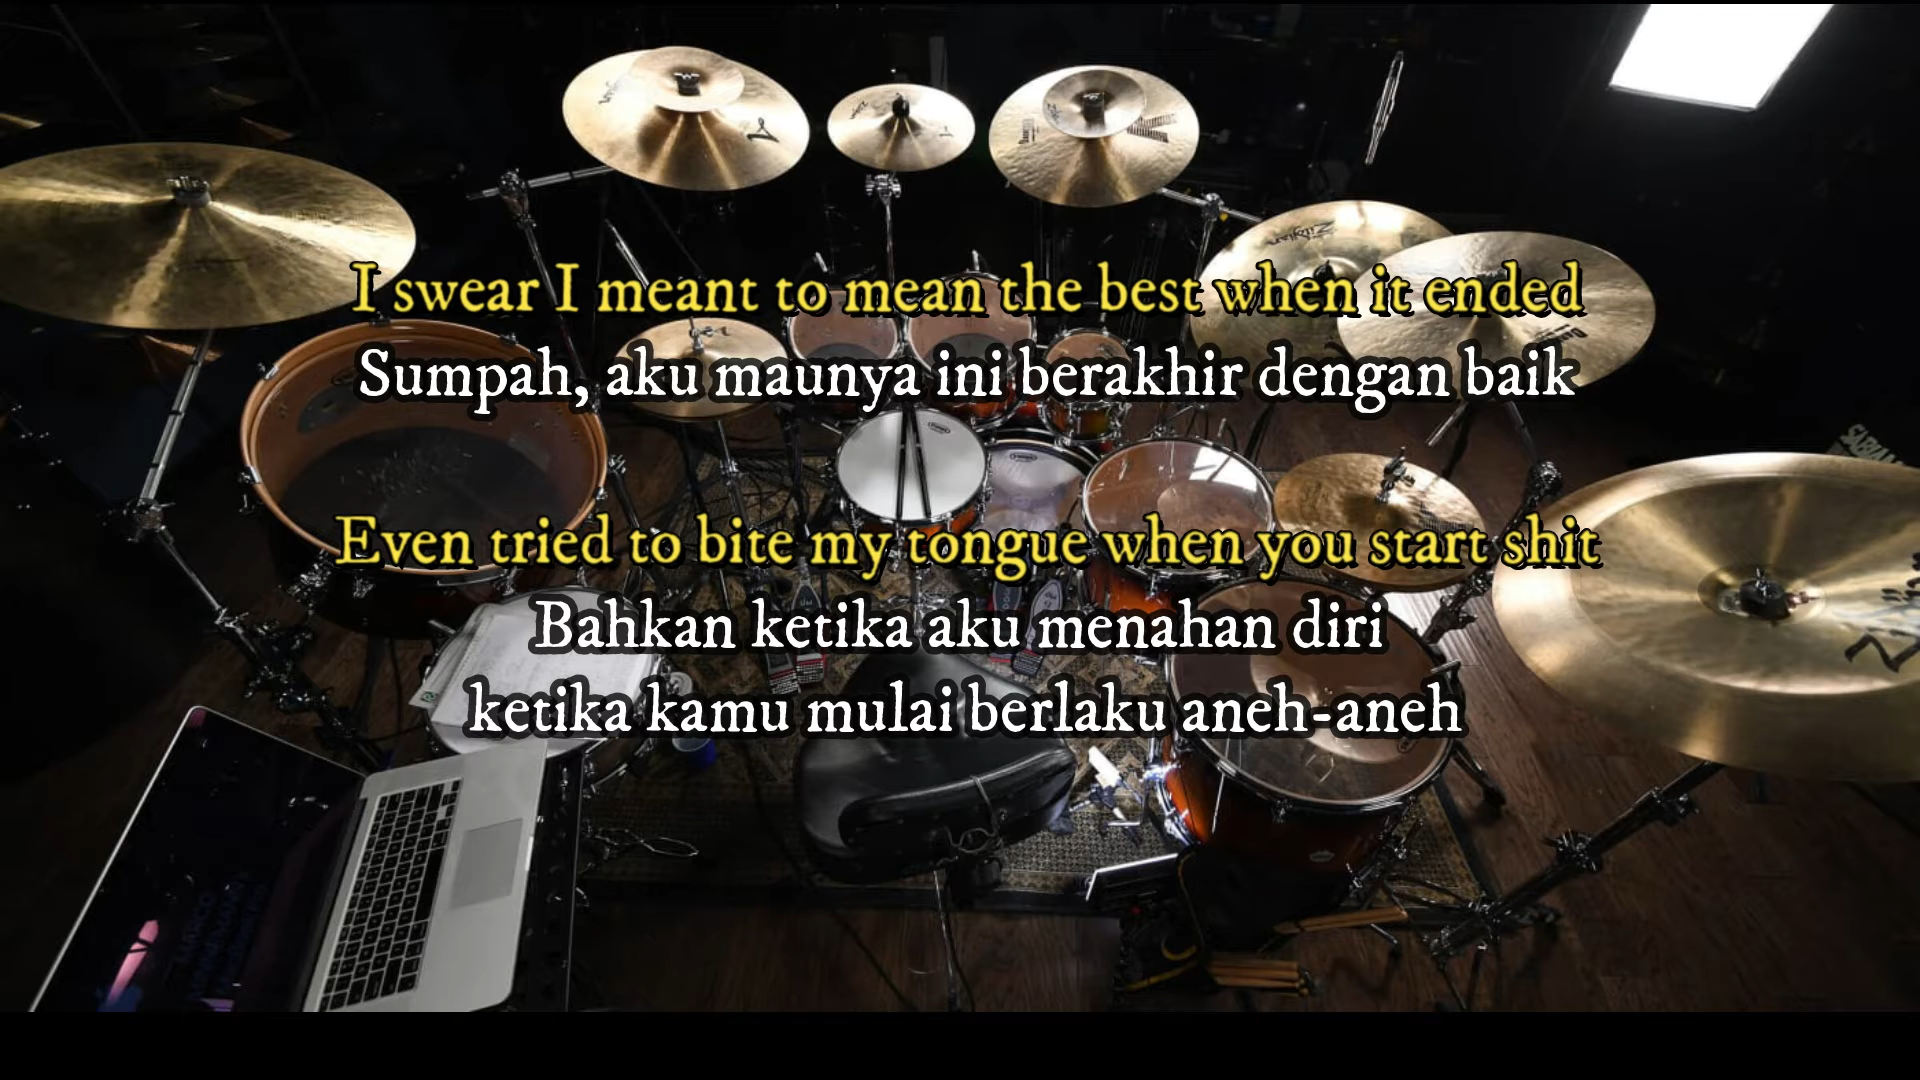 I swear I meant to mean the best when it ended
Sumpah, aku maunya ini berakhir dengan baik
Even tried to bite my tongue when you start shit
Bahkan ketika aku menahan diri
ketika kamu mulai berlaku aneh-aneh
Zildjian